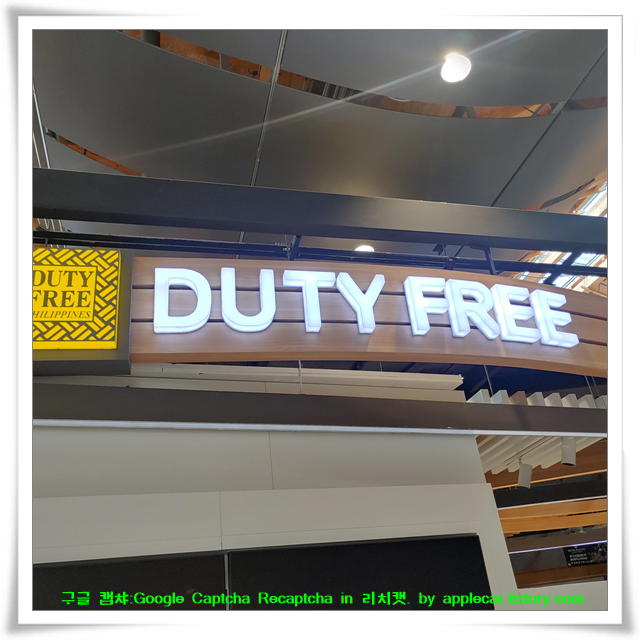 DUTY
FREE
PHILIPPINES
DUTY FREE
구글 캡챠:Google Captcha Recaptcha in 리치캣. by applecar.tistory.com